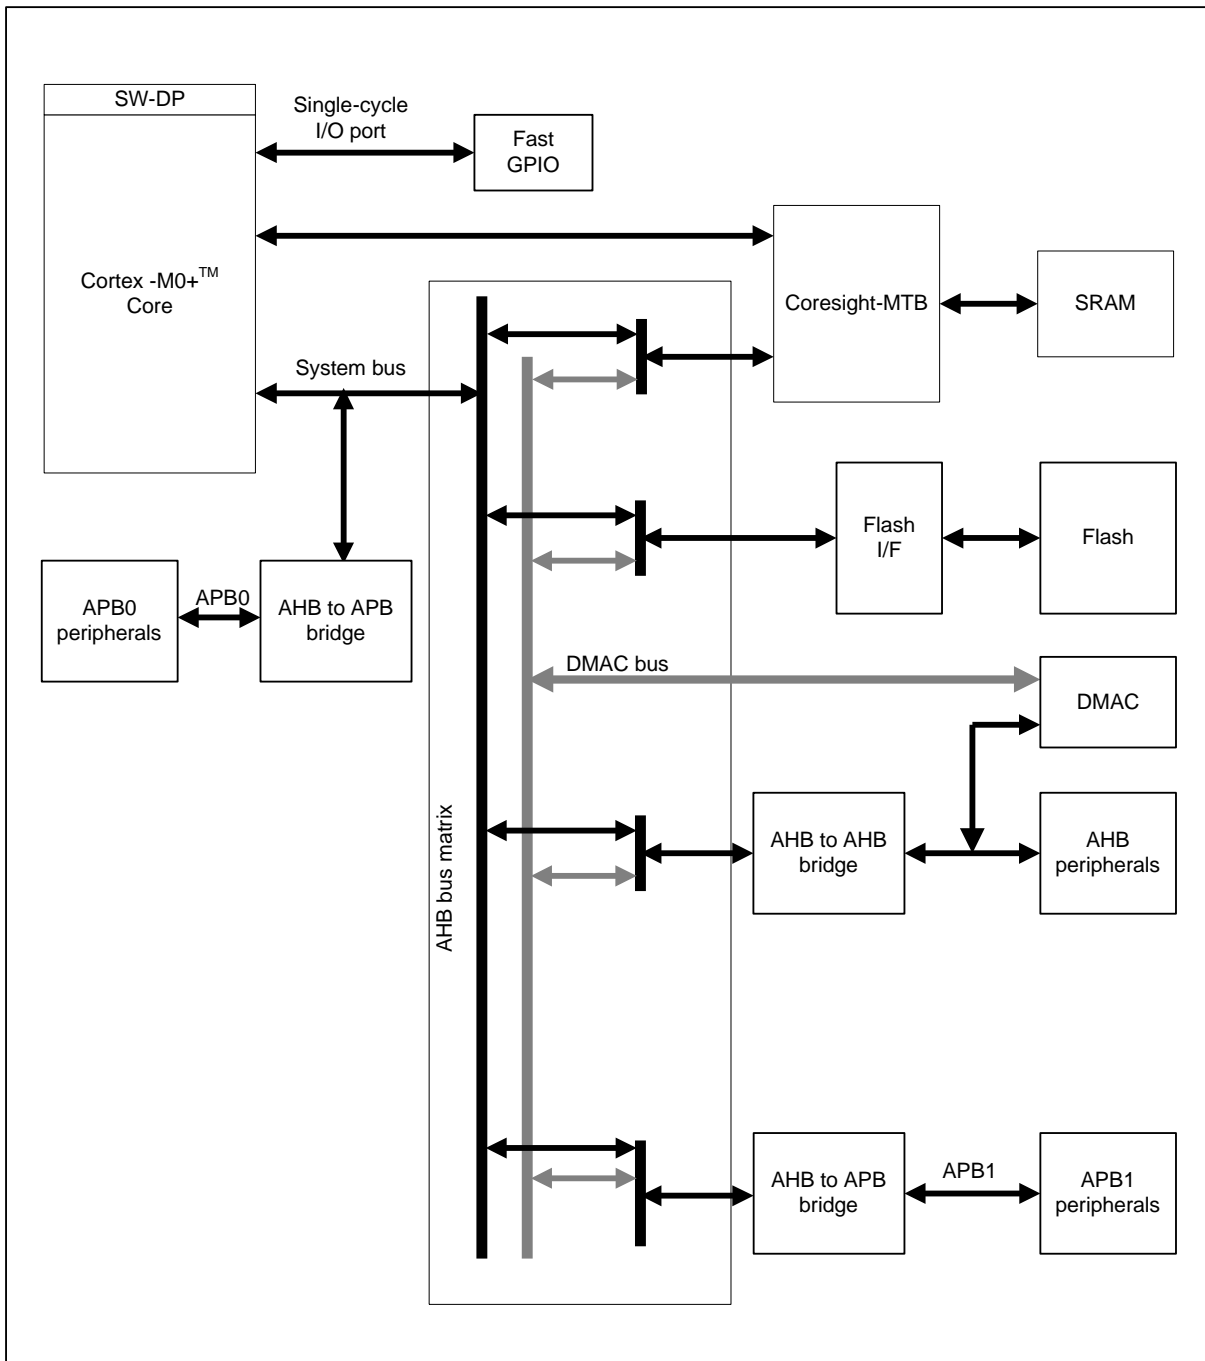 SW-DP
Single-cycle
I/O port
Fast
GPIO
Cortex -M0+TM
Core
Coresight-MTB
SRAM
System bus
Flash
I/F
Flash
APB0
peripherals
APB0
AHB to APB
bridge
DMAC bus
DMAC
AHB bus matrix
AHB to AHB
bridge
AHB
peripherals
AHB to APB
bridge
APB1
APB1
peripherals